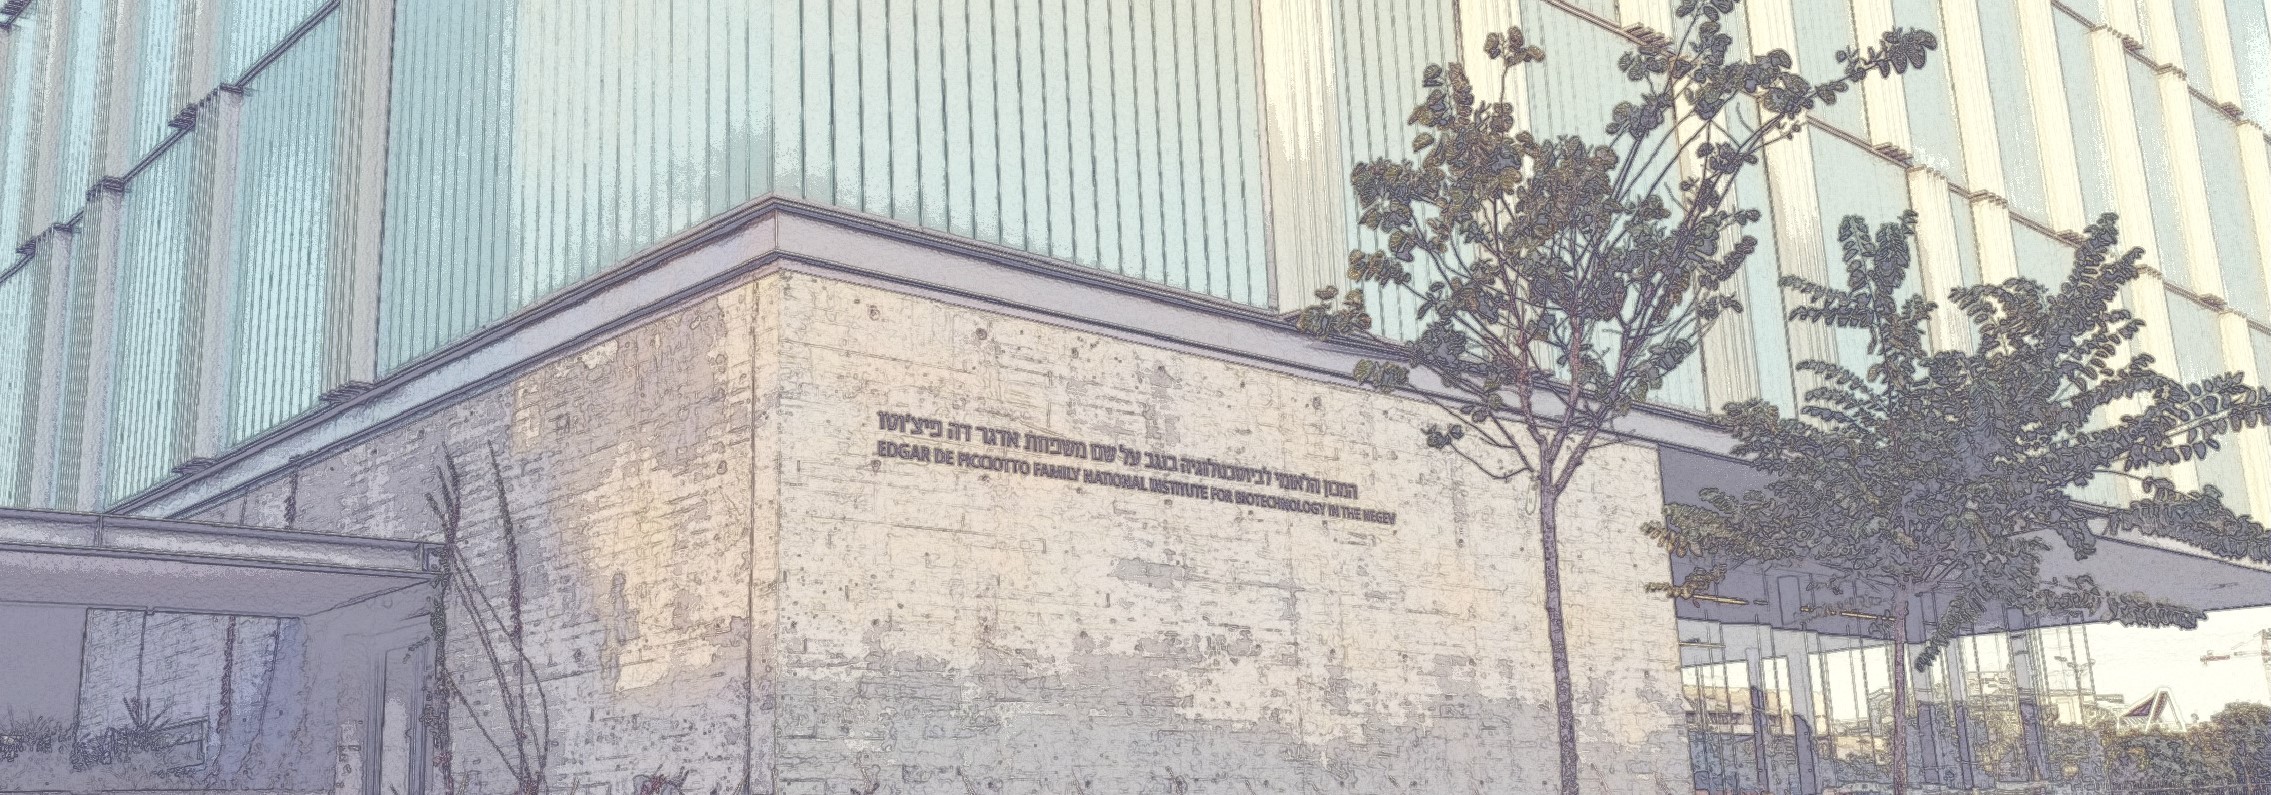 המכון הלאומי לביוטכנולוגיה בנגב על שם משפחת אדגר דה פיצ'וטו
EDGAR DE PICCIOTTO FAMILY NATIONAL INSTITUTE FOR BIOTECHNOLOGY IN THE NEGEV